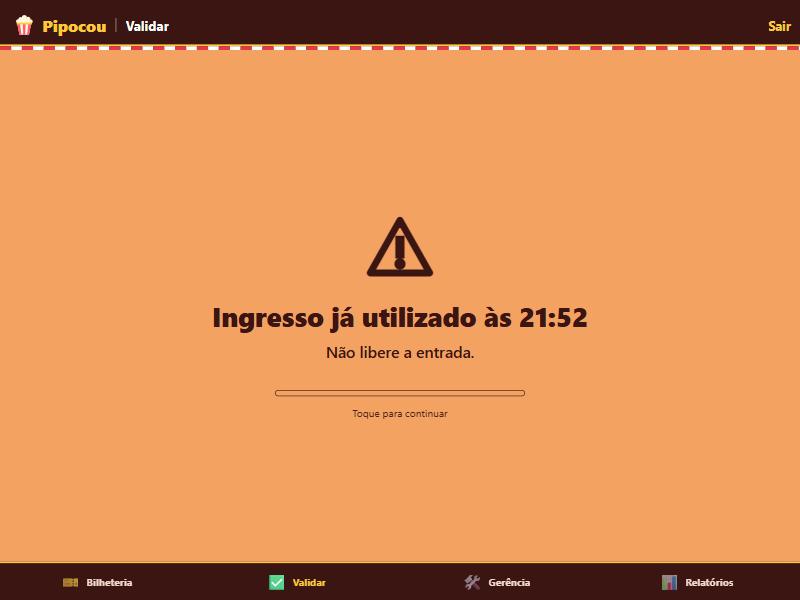 Pipocou | Validar
Sair
Ingresso já utilizado às 21:52
Não libere a entrada.
Toque para continuar
Bilheteria
Validar
Gerência
Relatórios